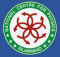 NATIONAL CENTRE FOR PHYSICS
ISLAMABAD